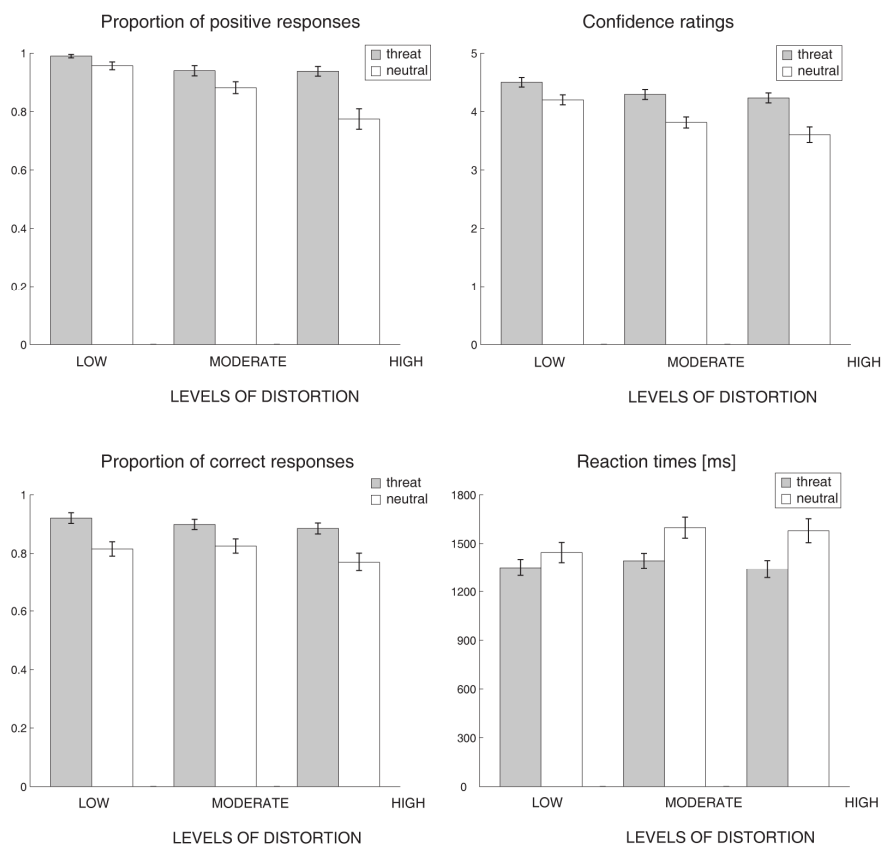 Proportion of positive responses
threat
neutral
1
0.8
0.6
0.4
0.2
0
LOW MODERATE HIGH
LEVELS OF DISTORTION
Confidence ratings
threat
neutral
5
4
3
2
1
0
LOW MODERATE HIGH
LEVELS OF DISTORTION
Proportion of correct responses
threat
neutral
1
0.8
0.6
0.4
0.2
0
LOW MODERATE HIGH
LEVELS OF DISTORTION
Reaction times [ms]
threat
neutral
1800
1500
1200
900
600
300
0
LOW MODERATE HIGH
LEVELS OF DISTORTION